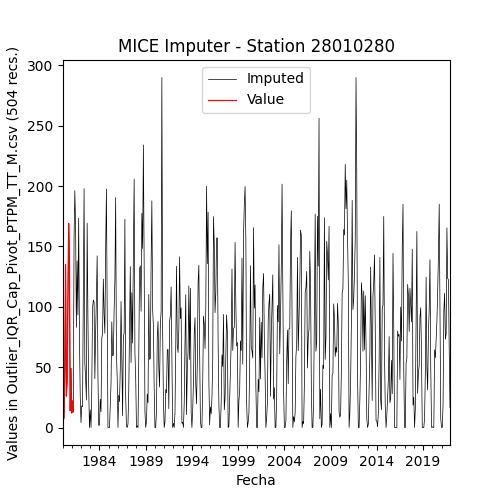 MICE Imputer - Station 28010280
Values in Outlier_IQR_Cap_Pivot_PTPM_TT_M.csv (504 recs.)
300
250
200
150
100
50
0
Imputed
Value
1984 1989 1994 1999 2004 2009 2014 2019
Fecha